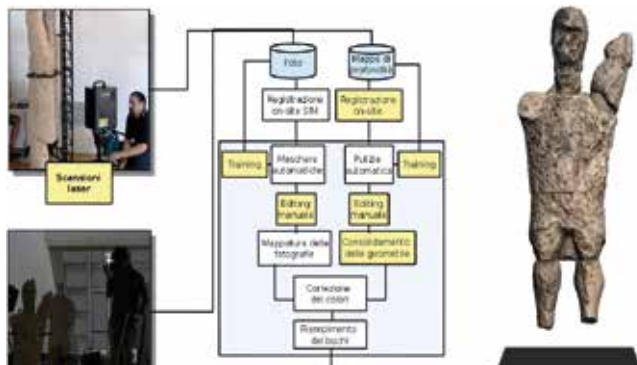 Foto
Mappe di
profondità
Registrazione
on-site SfM
Registrazione
on-site
Training
Maschere
automatiche
Pulizia
automatica
Training
Scansioni
laser
Editing
manuale
Editing
manuale
Mappatura delle
fotografie
Consolidamento
delle geometrie
Correzione
dei colori
Riempimento
dei buchi